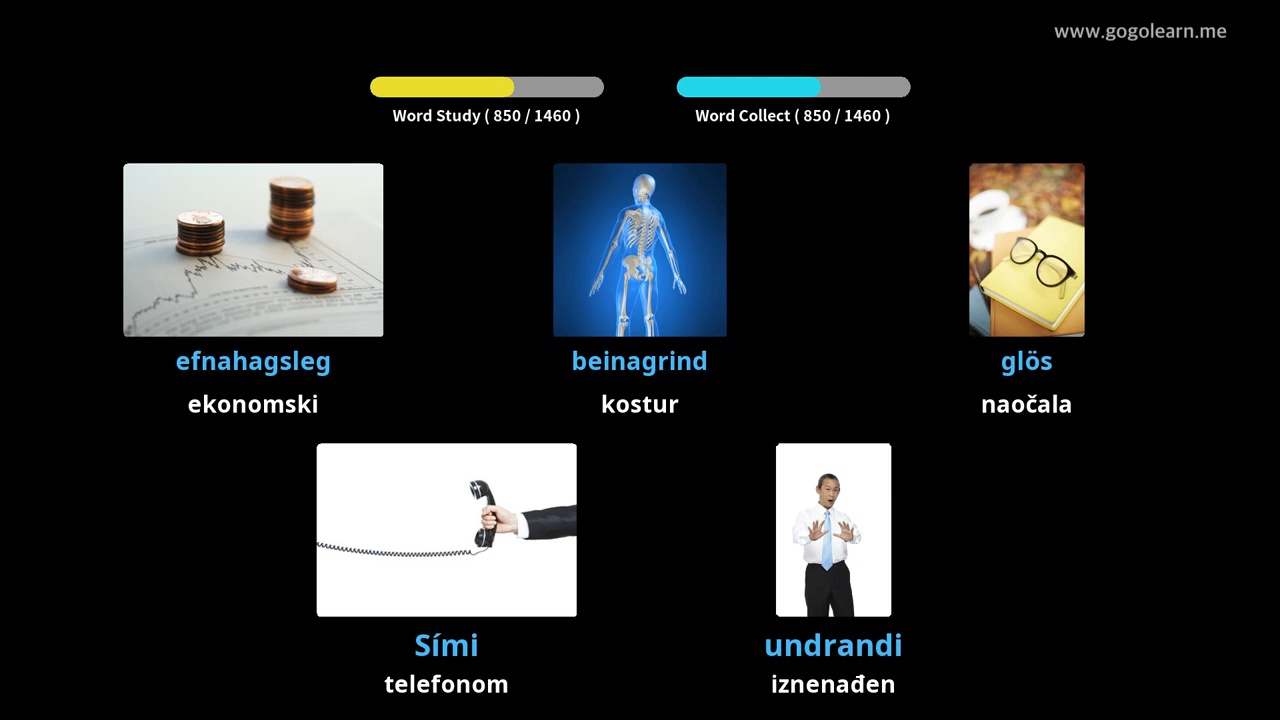 www.gogolearn.me
Word Study ( 850 / 1460 )
Word Collect ( 850 / 1460 )
efnahagsleg
ekonomski
beinagrind
kostur
glös
naočala
Sími
telefonom
undrandi
iznenađen